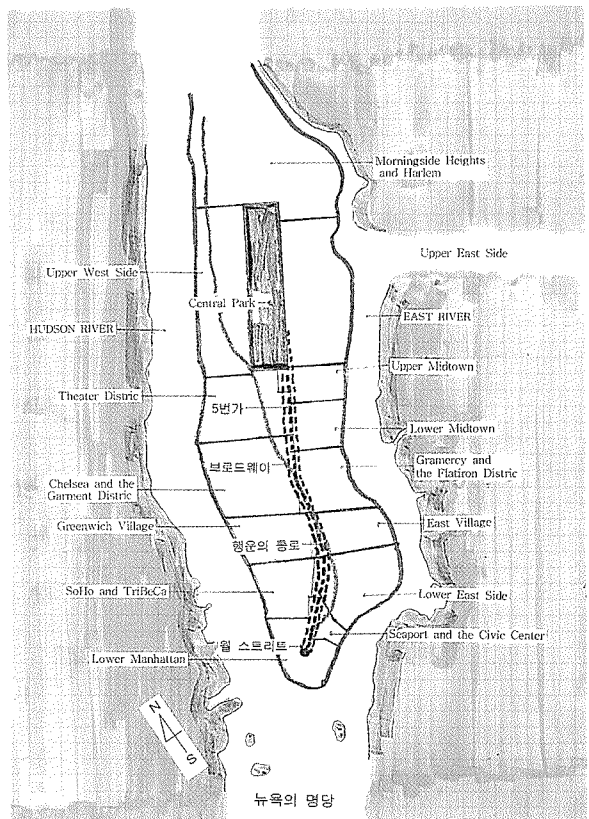 Morningside Heights
and Harlem
Upper East Side
Upper West Side
Central Park
HUDSON RIVER
EAST RIVER
Upper Midtown
Theater Distric
5번가
Lower Midtown
브로드웨이
Gramercy and
the Flatiron Distric
Chelsea and the
Garment Distric
Greenwich Village
East Village
행운의 통로
SoHo and TriBeCa
Lower East Side
Seaport and the Civic Center
월 스트리트
Lower Manhattan
N
S
뉴욕의 명당